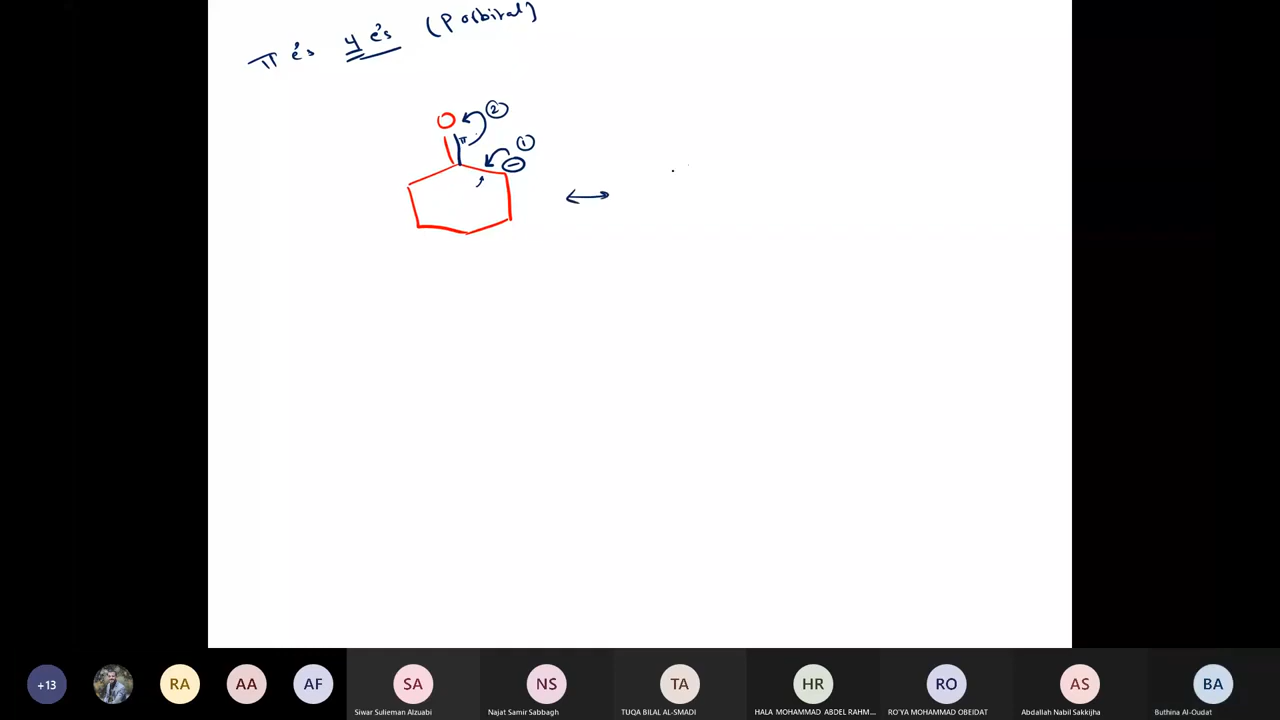 π é's yés (P orbital)
O
②
π
①
+13
RA
AA
AF
SA
NS
TA
HR
RO
AS
BA
Siwar Sulieman Alzuabi
Najat Samir Sabbagh
TUQA BILAL AL-SMADI
HALA MOHAMMAD ABDEL RAHM...
RO'YA MOHAMMAD OBEIDAT
Abdallah Nabil Sakkijha
Buthina Al-Oudat